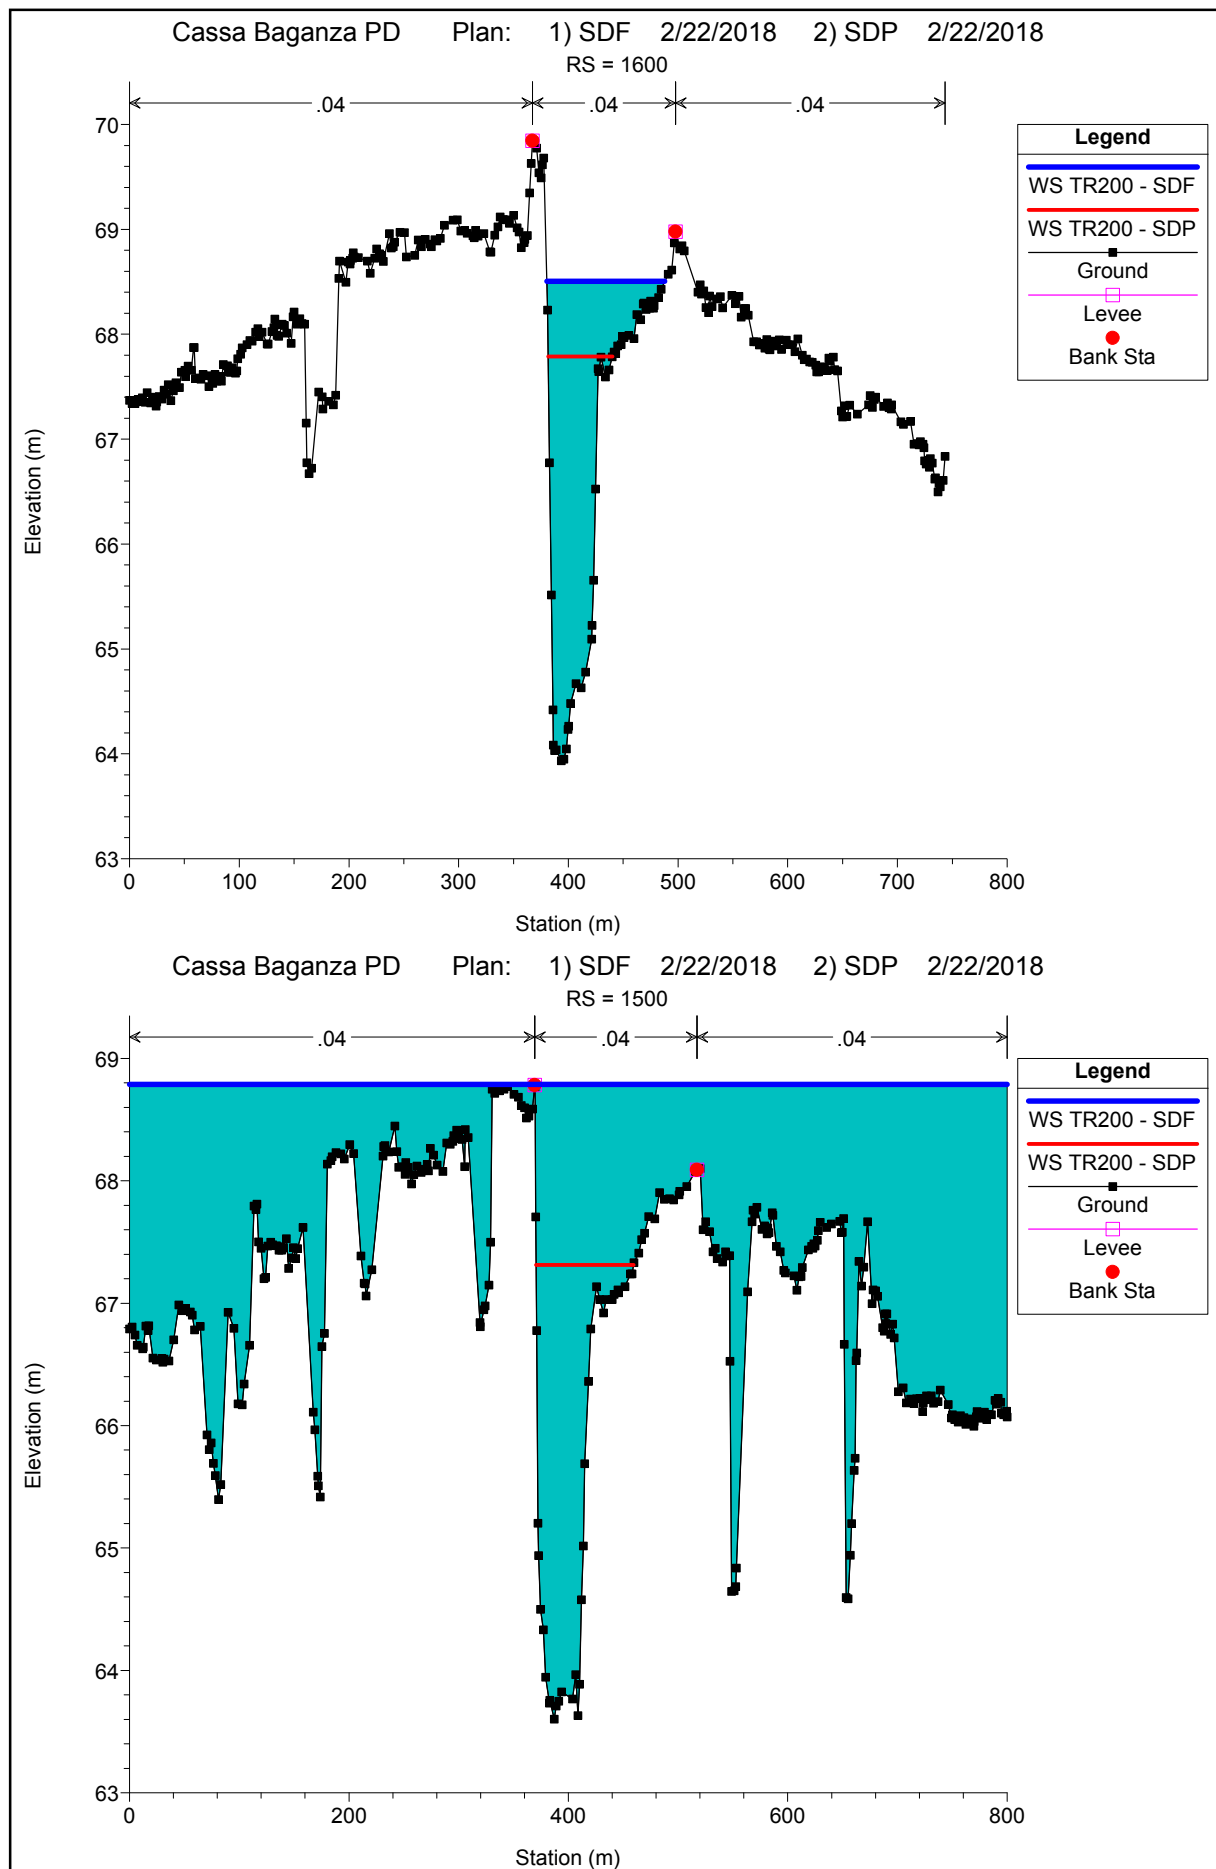 Cassa Baganza PD Plan: 1) SDF 2/22/2018 2) SDP 2/22/2018
RS = 1600
.04 .04 .04
70
69
68
67
66
65
64
63
Elevation (m)
0 100 200 300 400 500 600 700 800
Station (m)
Legend
WS TR200 - SDF
WS TR200 - SDP
Ground
Levee
Bank Sta
Cassa Baganza PD Plan: 1) SDF 2/22/2018 2) SDP 2/22/2018
RS = 1500
.04 .04 .04
69
68
67
66
65
64
63
Elevation (m)
0 200 400 600 800
Station (m)
Legend
WS TR200 - SDF
WS TR200 - SDP
Ground
Levee
Bank Sta